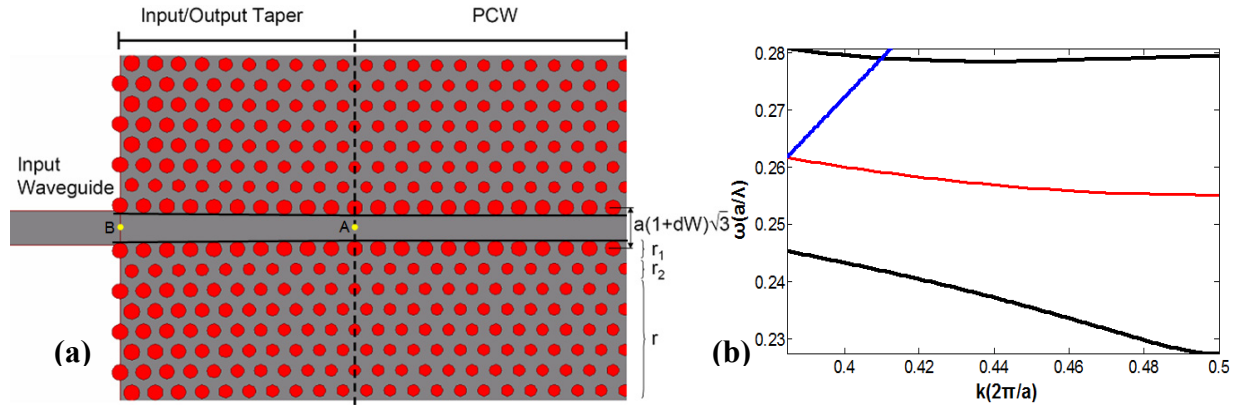 Input/Output Taper
PCW
Input
Waveguide
B
A
a(1+dW)√3
r₁
r₂
r
(a)
ω(a/λ)
0.28
0.27
0.26
0.25
0.24
0.23
0.4
0.42
0.44
0.46
0.48
0.5
k(2π/a)
(b)